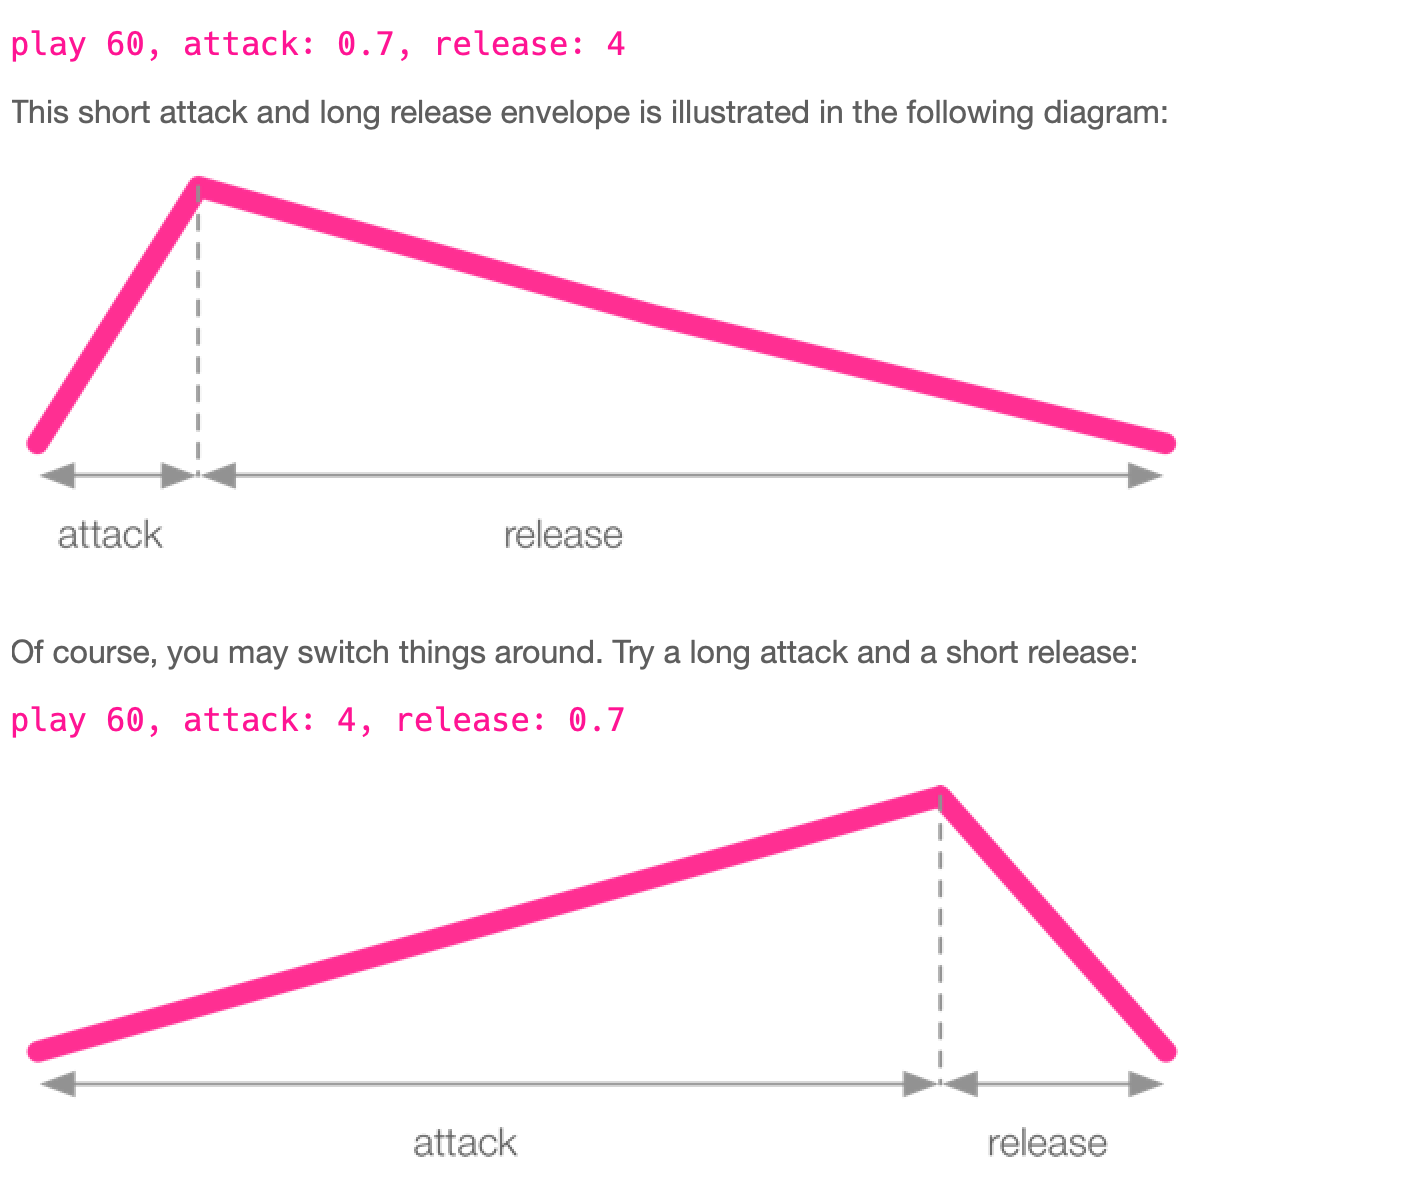 play 60, attack: 0.7, release: 4
This short attack and long release envelope is illustrated in the following diagram:
attack
release
Of course, you may switch things around. Try a long attack and a short release:
play 60, attack: 4, release: 0.7
attack
release